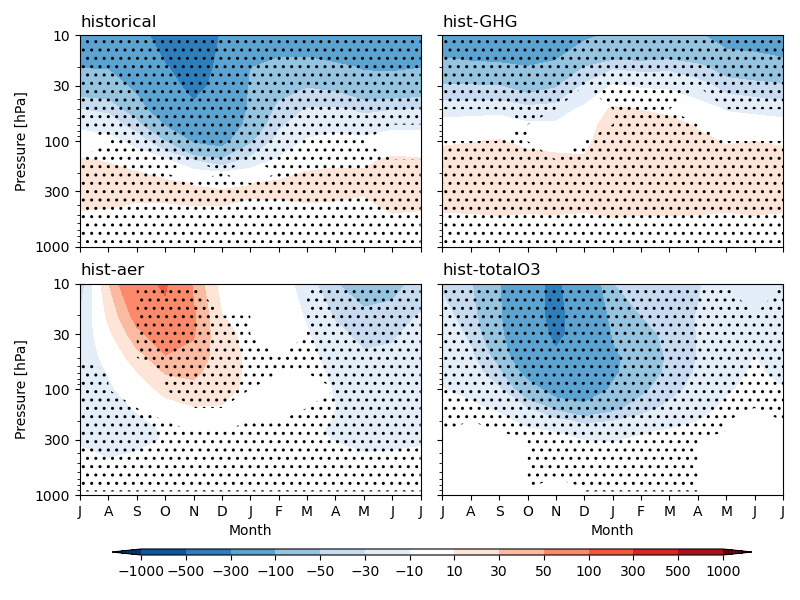 historical
hist-GHG
10
30
100
300
1000
Pressure [hPa]
hist-aer
hist-totalO3
10
30
100
300
1000
Pressure [hPa]
J A S O N D J F M A M J J
J A S O N D J F M A M J J
Month
Month
−1000 −500 −300 −100 −50 −30 −10 10 30 50 100 300 500 1000